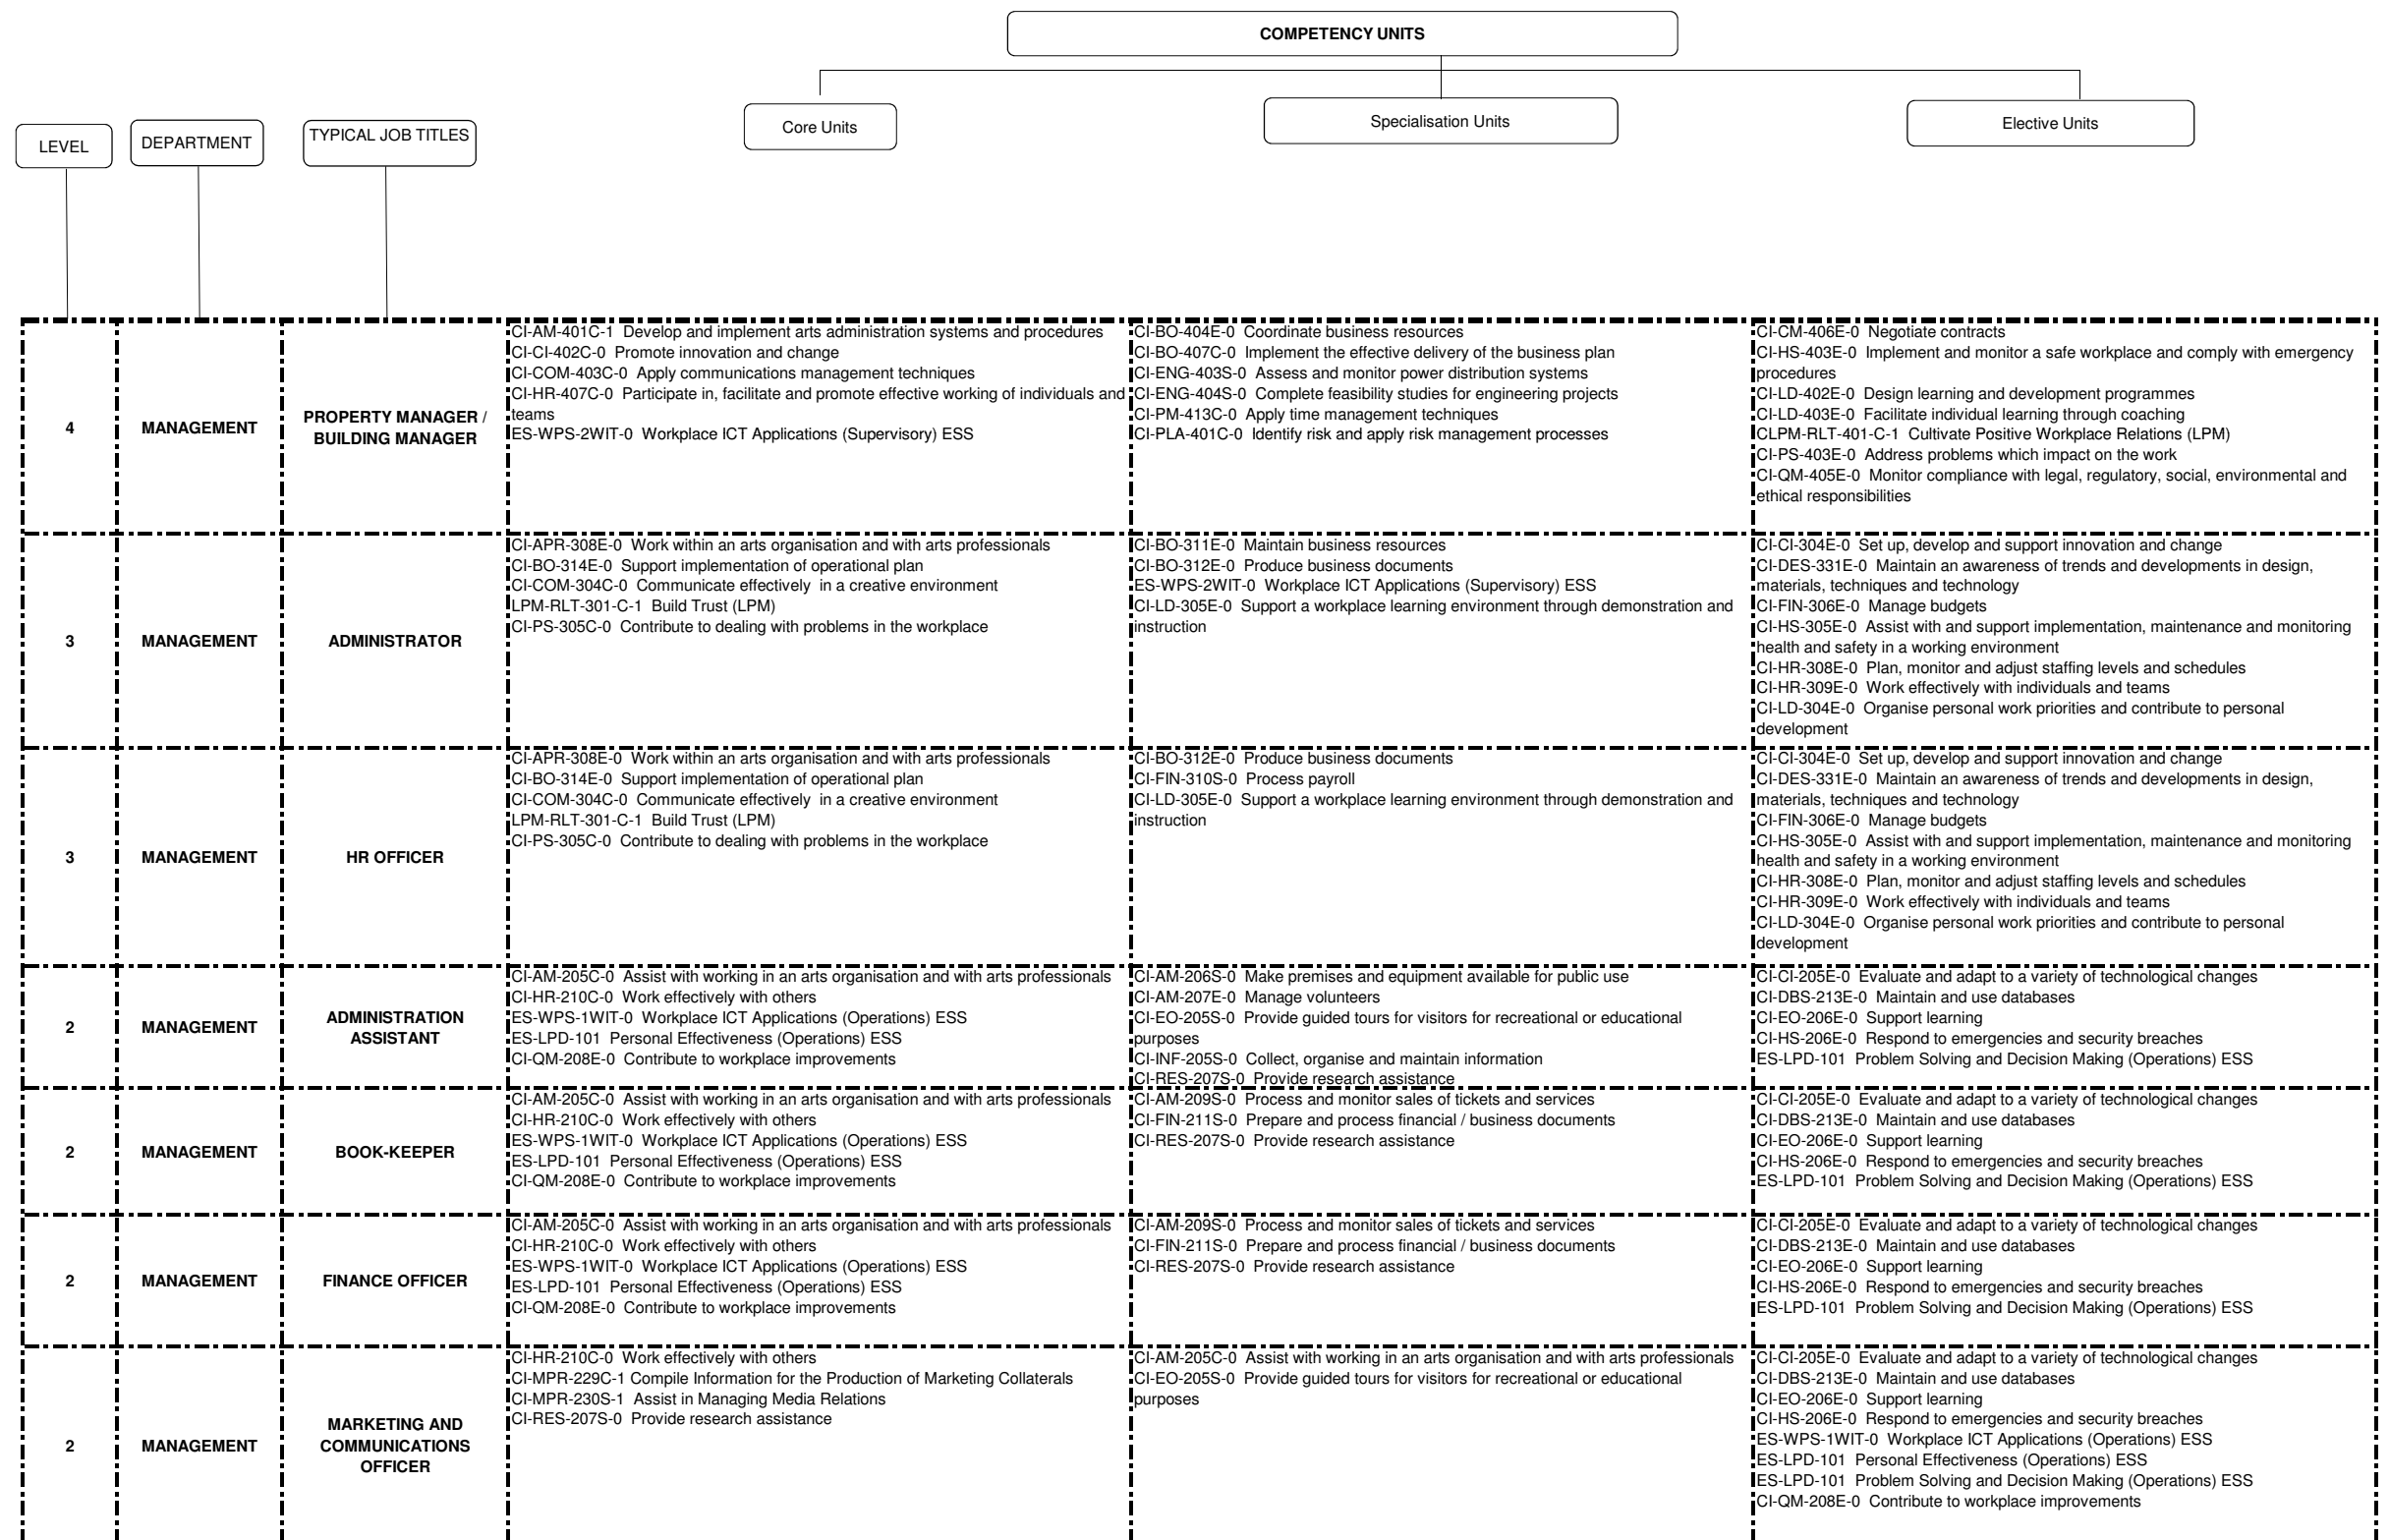 COMPETENCY UNITS
Core Units
Specialisation Units
Elective Units
LEVEL
DEPARTMENT
TYPICAL JOB TITLES
4
MANAGEMENT
PROPERTY MANAGER /
BUILDING MANAGER
CI-AM-401C-1 Develop and implement arts administration systems and procedures
CI-CI-402C-0 Promote innovation and change
CI-COM-403C-0 Apply communications management techniques
CI-HR-407C-0 Participate in, facilitate and promote effective working of individuals and
teams
ES-WPS-2WIT-0 Workplace ICT Applications (Supervisory) ESS
CI-BO-404E-0 Coordinate business resources
CI-BO-407C-0 Implement the effective delivery of the business plan
CI-ENG-403S-0 Assess and monitor power distribution systems
CI-ENG-404S-0 Complete feasibility studies for engineering projects
CI-PM-413C-0 Apply time management techniques
CI-PLA-401C-0 Identify risk and apply risk management processes
CI-CM-406E-0 Negotiate contracts
CI-HS-403E-0 Implement and monitor a safe workplace and comply with emergency
procedures
CI-LD-402E-0 Design learning and development programmes
CI-LD-403E-0 Facilitate individual learning through coaching
CLPM-RLT-401-C-1 Cultivate Positive Workplace Relations (LPM)
CI-PS-403E-0 Address problems which impact on the work
CI-QM-405E-0 Monitor compliance with legal, regulatory, social, environmental and
ethical responsibilities
3
MANAGEMENT
ADMINISTRATOR
CI-APR-308E-0 Work within an arts organisation and with arts professionals
CI-BO-314E-0 Support implementation of operational plan
CI-COM-304C-0 Communicate effectively in a creative environment
LPM-RLT-301-C-1 Build Trust (LPM)
CI-PS-305C-0 Contribute to dealing with problems in the workplace
CI-BO-311E-0 Maintain business resources
CI-BO-312E-0 Produce business documents
ES-WPS-2WIT-0 Workplace ICT Applications (Supervisory) ESS
CI-LD-305E-0 Support a workplace learning environment through demonstration and
instruction
CI-CI-304E-0 Set up, develop and support innovation and change
CI-DES-331E-0 Maintain an awareness of trends and developments in design,
materials, techniques and technology
CI-FIN-306E-0 Manage budgets
CI-HS-305E-0 Assist with and support implementation, maintenance and monitoring
health and safety in a working environment
CI-HR-308E-0 Plan, monitor and adjust staffing levels and schedules
CI-HR-309E-0 Work effectively with individuals and teams
CI-LD-304E-0 Organise personal work priorities and contribute to personal
development
3
MANAGEMENT
HR OFFICER
CI-APR-308E-0 Work within an arts organisation and with arts professionals
CI-BO-314E-0 Support implementation of operational plan
CI-COM-304C-0 Communicate effectively in a creative environment
LPM-RLT-301-C-1 Build Trust (LPM)
CI-PS-305C-0 Contribute to dealing with problems in the workplace
CI-BO-312E-0 Produce business documents
CI-FIN-310S-0 Process payroll
CI-LD-305E-0 Support a workplace learning environment through demonstration and
instruction
CI-CI-304E-0 Set up, develop and support innovation and change
CI-DES-331E-0 Maintain an awareness of trends and developments in design,
materials, techniques and technology
CI-FIN-306E-0 Manage budgets
CI-HS-305E-0 Assist with and support implementation, maintenance and monitoring
health and safety in a working environment
CI-HR-308E-0 Plan, monitor and adjust staffing levels and schedules
CI-HR-309E-0 Work effectively with individuals and teams
CI-LD-304E-0 Organise personal work priorities and contribute to personal
development
2
MANAGEMENT
ADMINISTRATION
ASSISTANT
CI-AM-205C-0 Assist with working in an arts organisation and with arts professionals
CI-HR-210C-0 Work effectively with others
ES-WPS-1WIT-0 Workplace ICT Applications (Operations) ESS
ES-LPD-101 Personal Effectiveness (Operations) ESS
CI-QM-208E-0 Contribute to workplace improvements
CI-AM-206S-0 Make premises and equipment available for public use
CI-AM-207E-0 Manage volunteers
CI-EO-205S-0 Provide guided tours for visitors for recreational or educational
purposes
CI-INF-205S-0 Collect, organise and maintain information
CI-RES-207S-0 Provide research assistance
CI-CI-205E-0 Evaluate and adapt to a variety of technological changes
CI-DBS-213E-0 Maintain and use databases
CI-EO-206E-0 Support learning
CI-HS-206E-0 Respond to emergencies and security breaches
ES-LPD-101 Problem Solving and Decision Making (Operations) ESS
2
MANAGEMENT
BOOK-KEEPER
CI-AM-205C-0 Assist with working in an arts organisation and with arts professionals
CI-HR-210C-0 Work effectively with others
ES-WPS-1WIT-0 Workplace ICT Applications (Operations) ESS
ES-LPD-101 Personal Effectiveness (Operations) ESS
CI-QM-208E-0 Contribute to workplace improvements
CI-AM-209S-0 Process and monitor sales of tickets and services
CI-FIN-211S-0 Prepare and process financial / business documents
CI-RES-207S-0 Provide research assistance
CI-CI-205E-0 Evaluate and adapt to a variety of technological changes
CI-DBS-213E-0 Maintain and use databases
CI-EO-206E-0 Support learning
CI-HS-206E-0 Respond to emergencies and security breaches
ES-LPD-101 Problem Solving and Decision Making (Operations) ESS
2
MANAGEMENT
FINANCE OFFICER
CI-AM-205C-0 Assist with working in an arts organisation and with arts professionals
CI-HR-210C-0 Work effectively with others
ES-WPS-1WIT-0 Workplace ICT Applications (Operations) ESS
ES-LPD-101 Personal Effectiveness (Operations) ESS
CI-QM-208E-0 Contribute to workplace improvements
CI-AM-209S-0 Process and monitor sales of tickets and services
CI-FIN-211S-0 Prepare and process financial / business documents
CI-RES-207S-0 Provide research assistance
CI-CI-205E-0 Evaluate and adapt to a variety of technological changes
CI-DBS-213E-0 Maintain and use databases
CI-EO-206E-0 Support learning
CI-HS-206E-0 Respond to emergencies and security breaches
ES-LPD-101 Problem Solving and Decision Making (Operations) ESS
2
MANAGEMENT
MARKETING AND
COMMUNICATIONS
OFFICER
CI-HR-210C-0 Work effectively with others
CI-MPR-229C-1 Compile Information for the Production of Marketing Collaterals
CI-MPR-230S-1 Assist in Managing Media Relations
CI-RES-207S-0 Provide research assistance
CI-AM-205C-0 Assist with working in an arts organisation and with arts professionals
CI-EO-205S-0 Provide guided tours for visitors for recreational or educational
purposes
CI-CI-205E-0 Evaluate and adapt to a variety of technological changes
CI-DBS-213E-0 Maintain and use databases
CI-EO-206E-0 Support learning
CI-HS-206E-0 Respond to emergencies and security breaches
ES-WPS-1WIT-0 Workplace ICT Applications (Operations) ESS
ES-LPD-101 Personal Effectiveness (Operations) ESS
ES-LPD-101 Problem Solving and Decision Making (Operations) ESS
CI-QM-208E-0 Contribute to workplace improvements